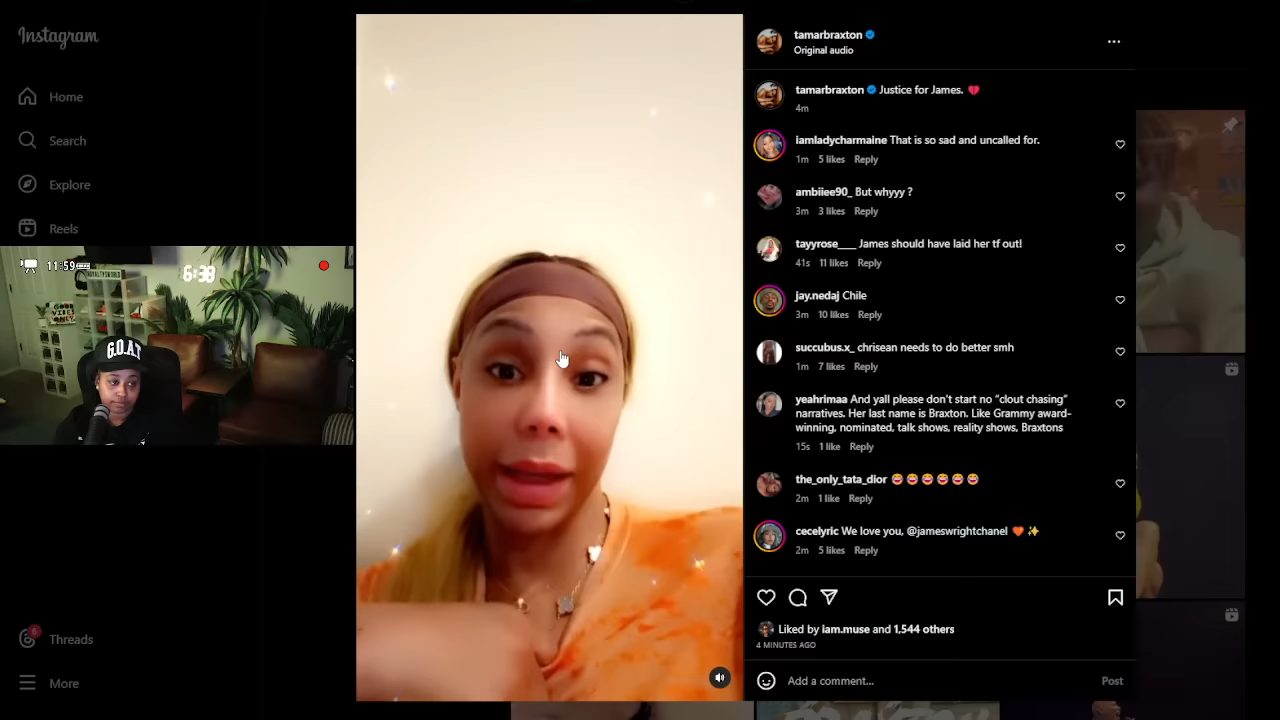 Instagram
Home
Search
Explore
Reels
11:59
6:38
GOOD
VIBES
ONLY
G.O.A.T
6
Threads
More
tamarbraxton
Original audio
tamarbraxton Justice for James. 💔
4m
iamladycharmaine That is so sad and uncalled for.
1m 5 likes Reply
ambiiee90_ But whyyy ?
3m 3 likes Reply
tayyrose____ James should have laid her tf out!
41s 11 likes Reply
jay.nedaj Chile
3m 10 likes Reply
succubus.x_ chrisean needs to do better smh
1m 7 likes Reply
yeahrimaa And yall please don't start no “clout chasing”
narratives. Her last name is Braxton. Like Grammy award-
winning, nominated, talk shows, reality shows, Braxtons
15s 1 like Reply
the_only_tata_dior 😂😂😂😂😂😂
2m 1 like Reply
cecelyric We love you, @jameswrightchanel ❤️ ✨
2m 5 likes Reply
Liked by iam.muse and 1,544 others
4 MINUTES AGO
Add a comment...
Post